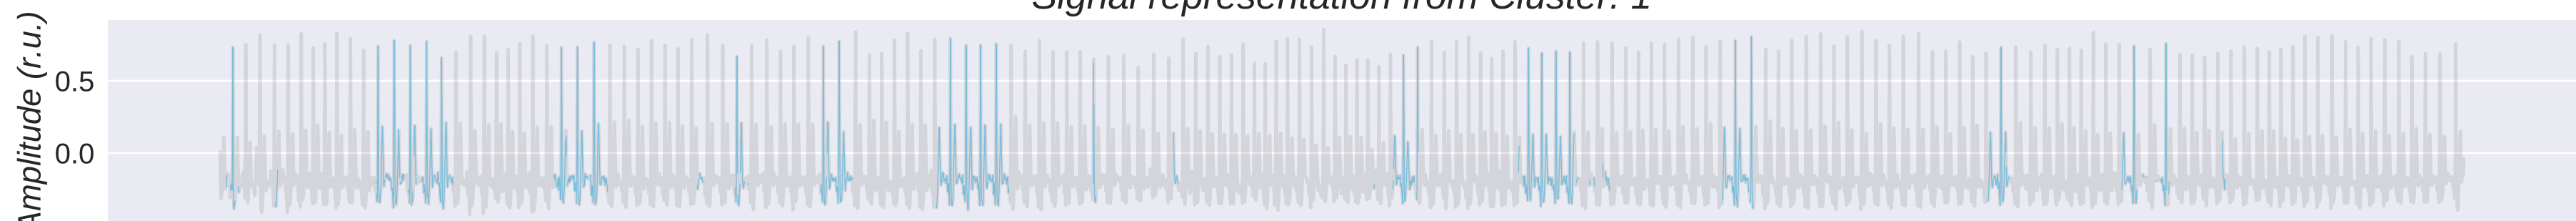 Signal representation from Cluster: 1
Amplitude (r.u.)
0.5
0.0